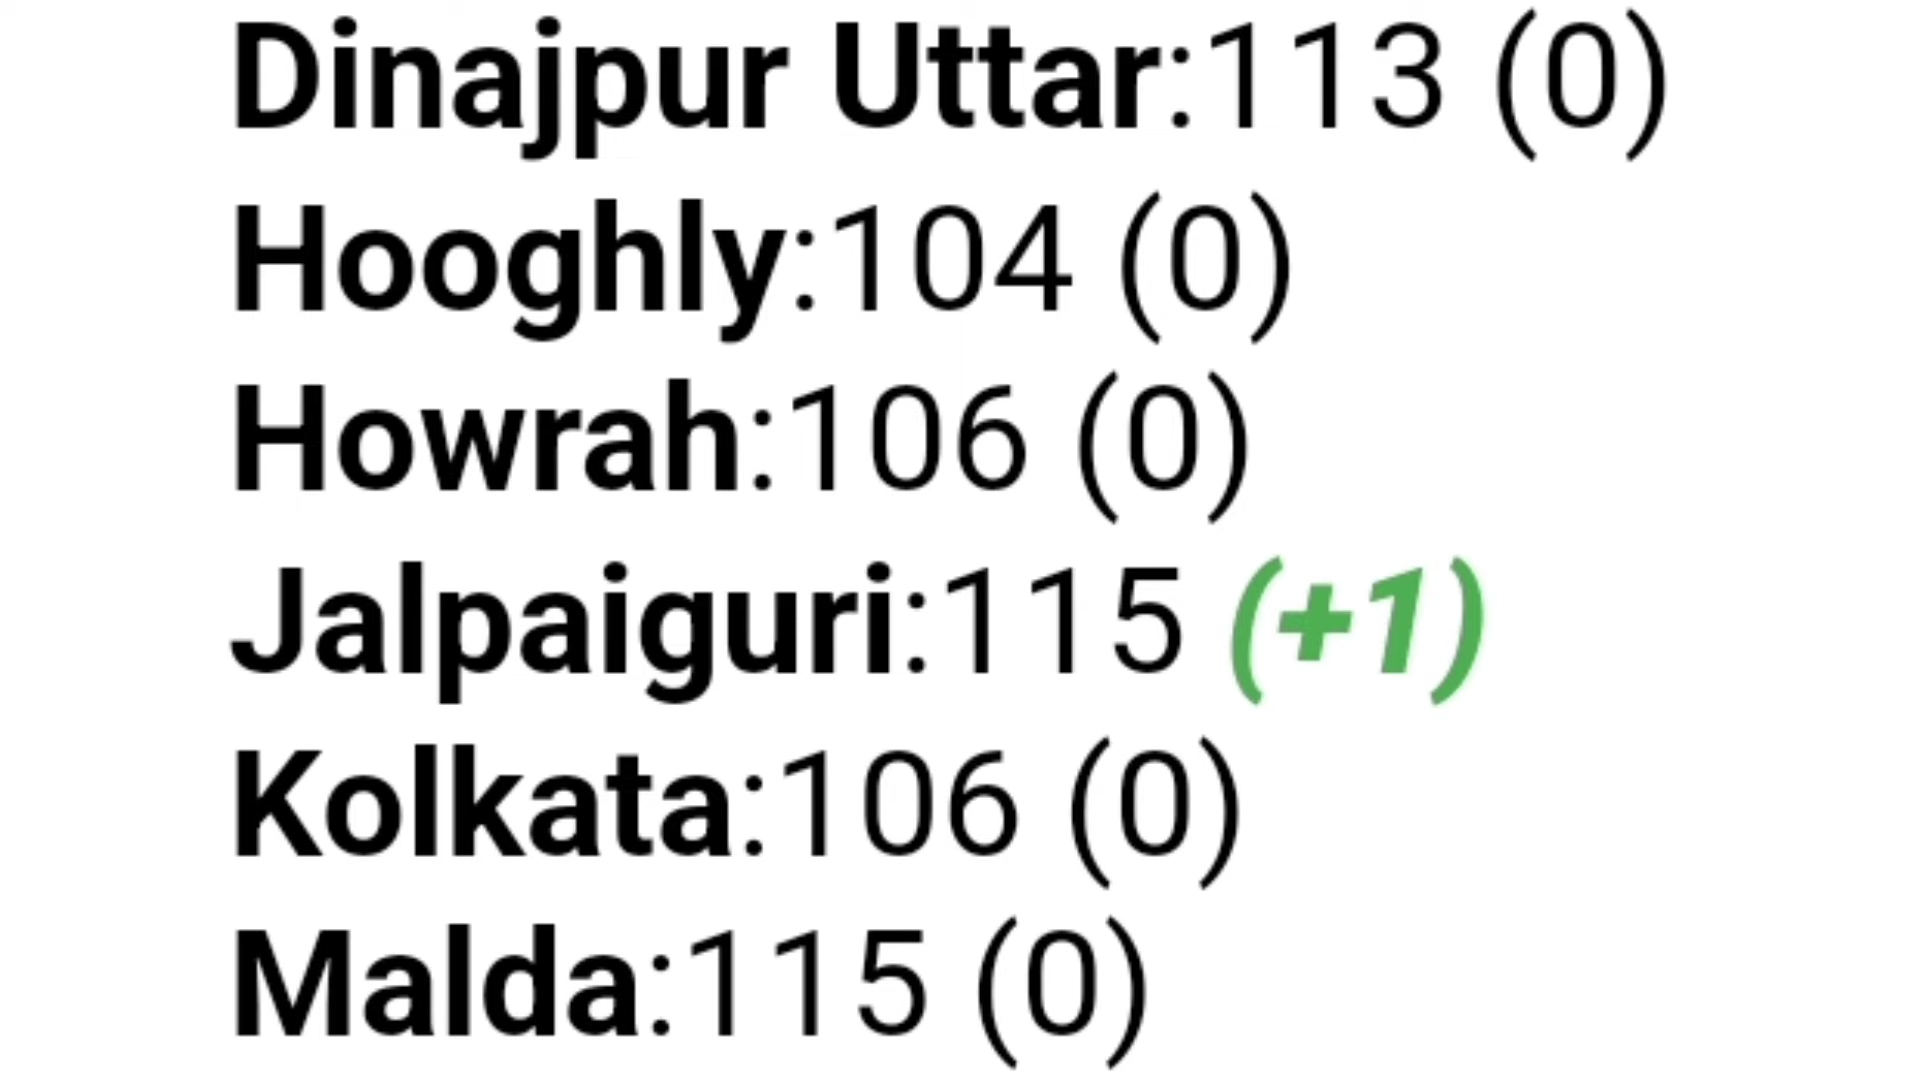 Dinajpur Uttar:113 (0)
Hooghly:104 (0)
Howrah:106 (0)
Jalpaiguri:115 (+1)
Kolkata:106 (0)
Malda:115 (0)